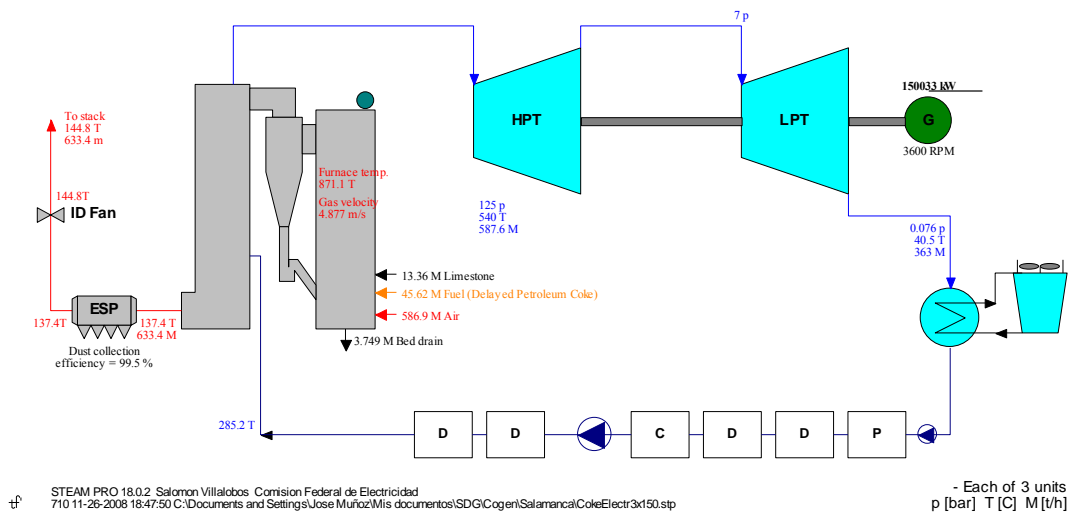 7 p
150033 kW
To stack
144.8 T
633.4 m
HPT
LPT
G
3600 RPM
Furnace temp.
871.1 T
Gas velocity
4.877 m/s
144.8T
ID Fan
125 p
540 T
587.6 M
0.076 p
40.5 T
363 M
13.36 M Limestone
45.62 M Fuel (Delayed Petroleum Coke)
586.9 M Air
ESP
137.4T
137.4 T
633.4 M
3.749 M Bed drain
Dust collection
efficiency = 99.5 %
285.2 T
D
D
C
D
D
P
STEAM PRO 18.0.2 Salomon Villalobos Comision Federal de Electricidad
710 11-26-2008 18:47:50 C:\Documents and Settings\Jose Muñoz\Mis documentos\SDG\Cogen\Salamanca\CokeElectr3x150.stp
- Each of 3 units
p [bar] T [C] M [t/h]